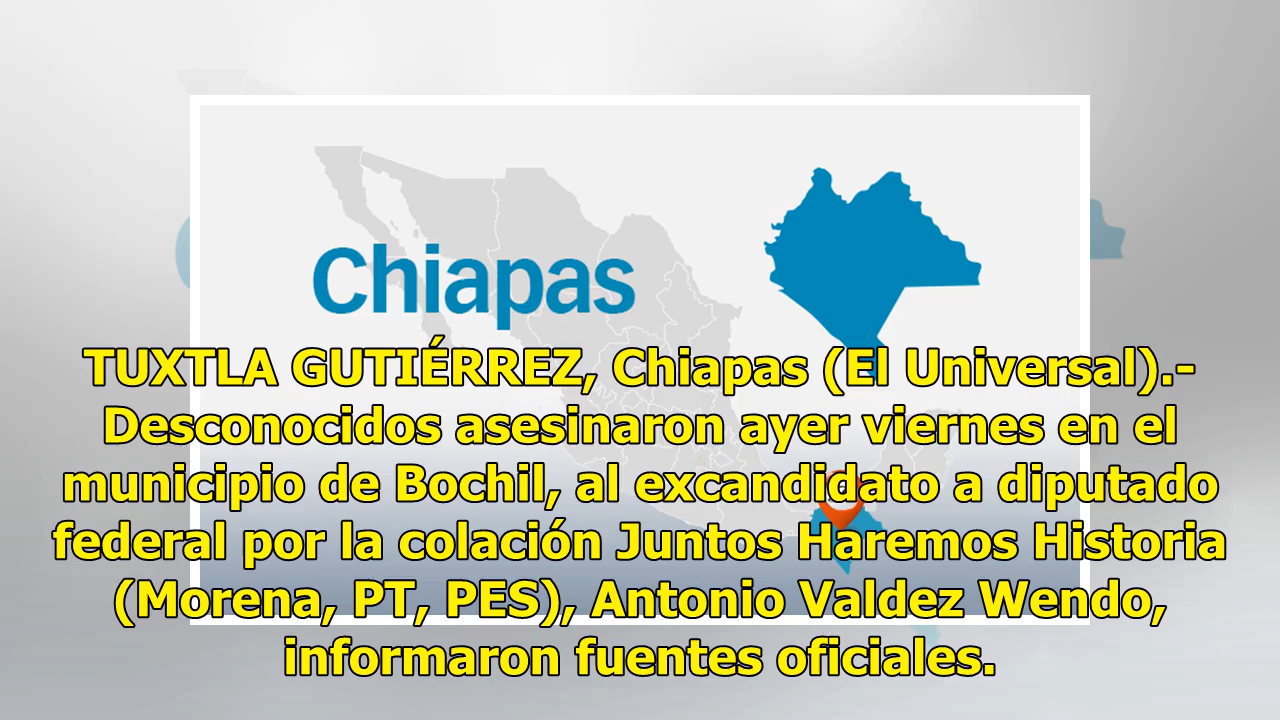 Chiapas
TUXTLA GUTIÉRREZ, Chiapas (El Universal).-
Desconocidos asesinaron ayer viernes en el
municipio de Bochil, al excandidato a diputado
federal por la colación Juntos Haremos Historia
(Morena, PT, PES), Antonio Valdez Wendo,
informaron fuentes oficiales.